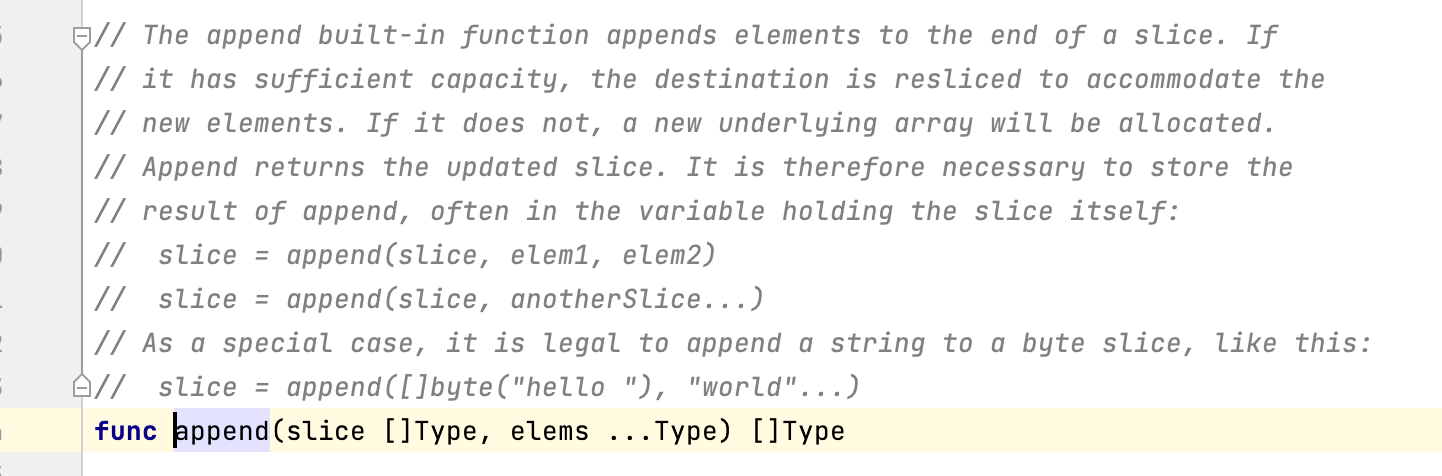 // The append built-in function appends elements to the end of a slice. If
// it has sufficient capacity, the destination is resliced to accommodate the
// new elements. If it does not, a new underlying array will be allocated.
// Append returns the updated slice. It is therefore necessary to store the
// result of append, often in the variable holding the slice itself:
//  slice = append(slice, elem1, elem2)
//  slice = append(slice, anotherSlice...)
// As a special case, it is legal to append a string to a byte slice, like this:
//  slice = append([]byte("hello "), "world"...)
func append(slice []Type, elems ...Type) []Type